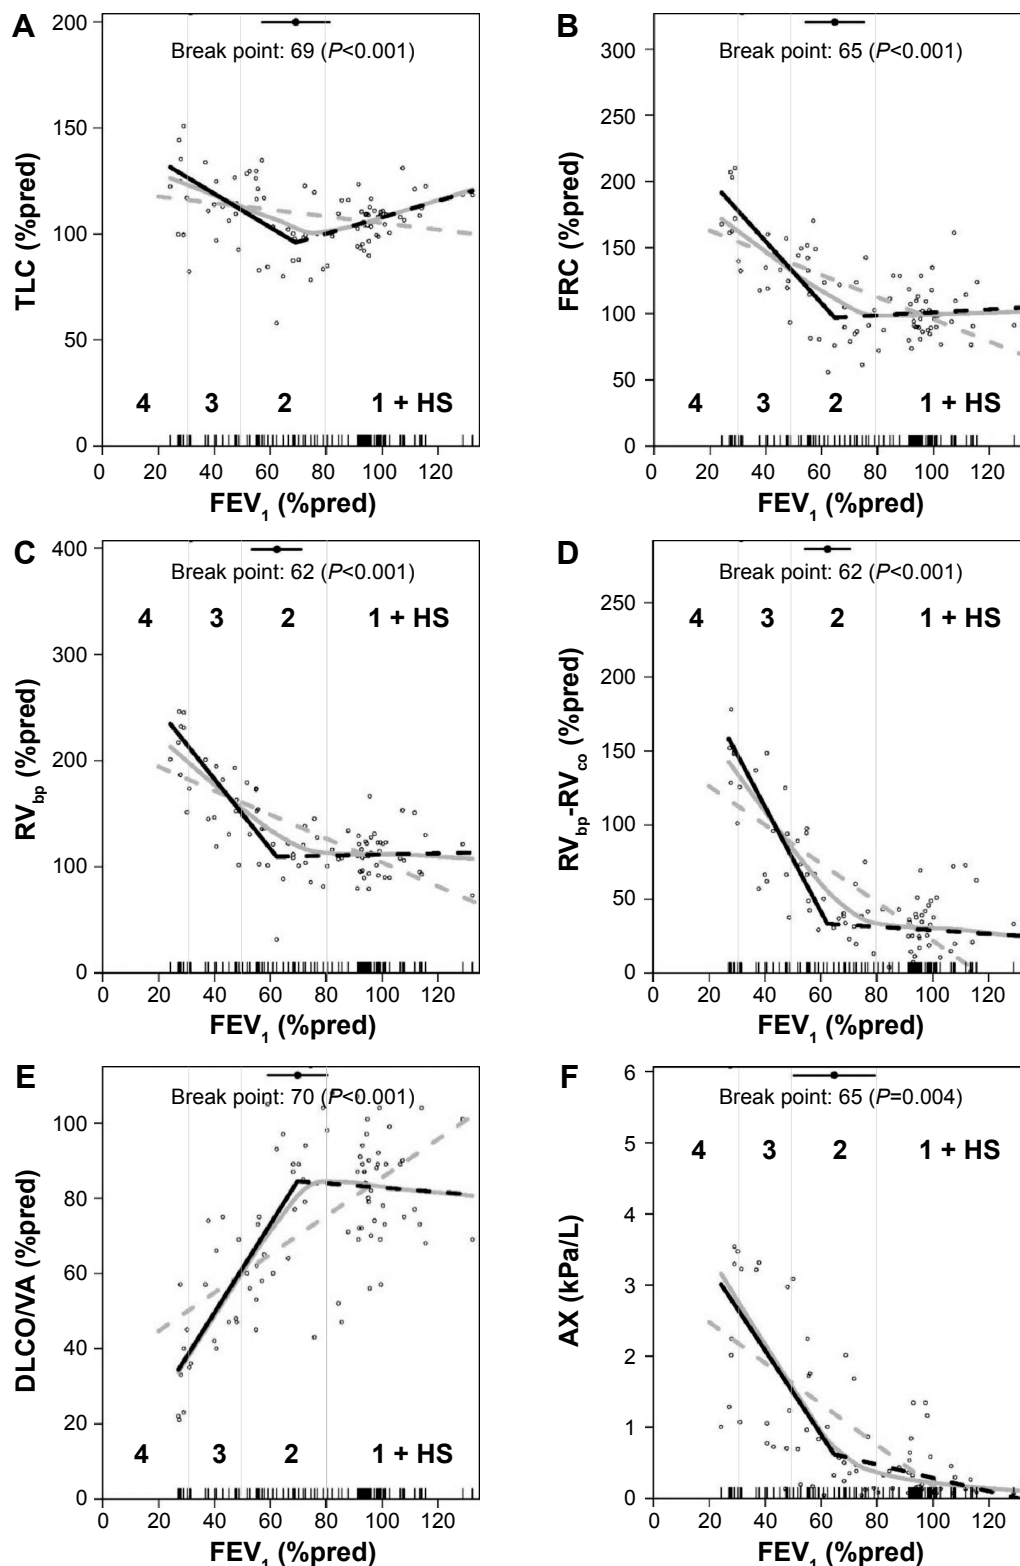 A
Break point: 69 (P<0.001)
TLC (%pred)
200
150
100
50
0
4 3 2 1 + HS
0 20 40 60 80 100 120
FEV1 (%pred)
B
Break point: 65 (P<0.001)
FRC (%pred)
300
250
200
150
100
50
0
4 3 2 1 + HS
0 20 40 60 80 100 120
FEV1 (%pred)
C
Break point: 62 (P<0.001)
4 3 2 1 + HS
RVbp (%pred)
400
300
200
100
0
0 20 40 60 80 100 120
FEV1 (%pred)
D
Break point: 62 (P<0.001)
4 3 2 1 + HS
RVbp-RVco (%pred)
250
200
150
100
50
0
0 20 40 60 80 100 120
FEV1 (%pred)
E
Break point: 70 (P<0.001)
DLCO/VA (%pred)
100
80
60
40
20
0
4 3 2 1 + HS
0 20 40 60 80 100 120
FEV1 (%pred)
F
Break point: 65 (P=0.004)
4 3 2 1 + HS
AX (kPa/L)
6
5
4
3
2
1
0
0 20 40 60 80 100 120
FEV1 (%pred)